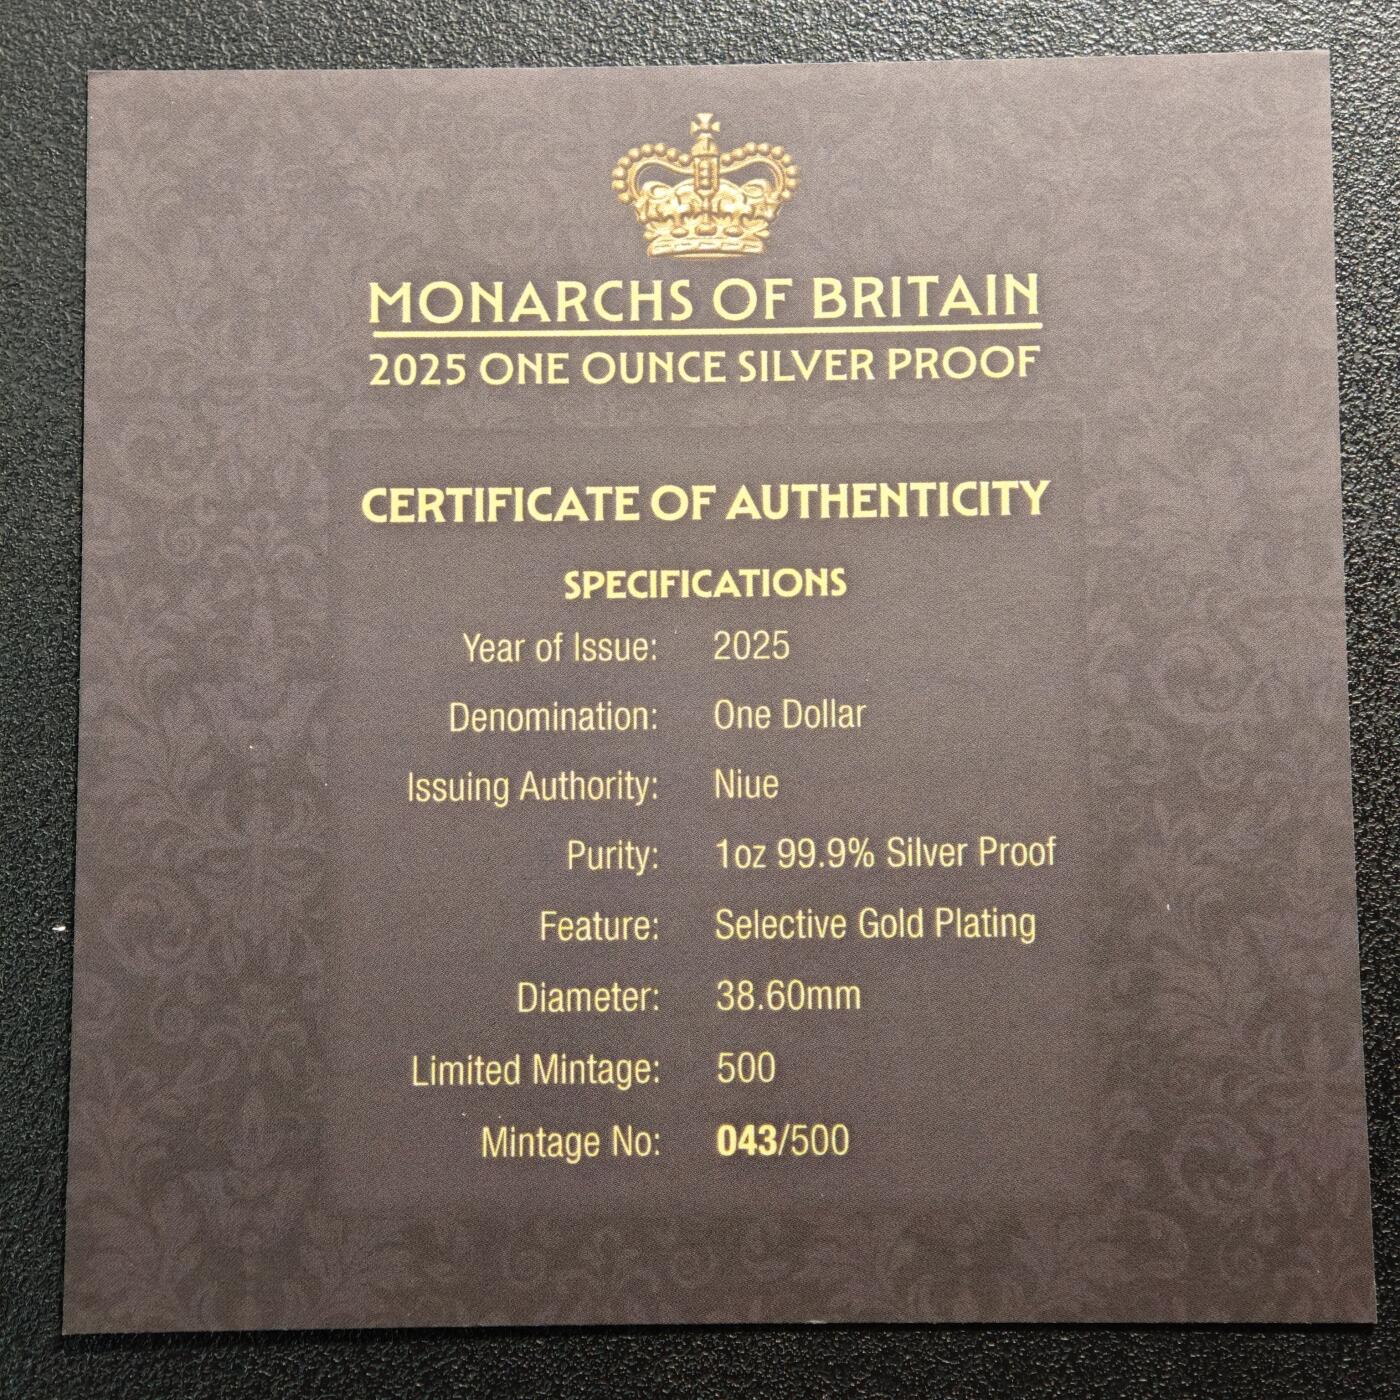 MONARCHS OF BRITAIN
2025 ONE OUNCE SILVER PROOF
CERTIFICATE OF AUTHENTICITY
SPECIFICATIONS
Year of Issue: 2025
Denomination: One Dollar
Issuing Authority: Niue
Purity: 1oz 99.9% Silver Proof
Feature: Selective Gold Plating
Diameter: 38.60mm
Limited Mintage: 500
Mintage No: 043/500